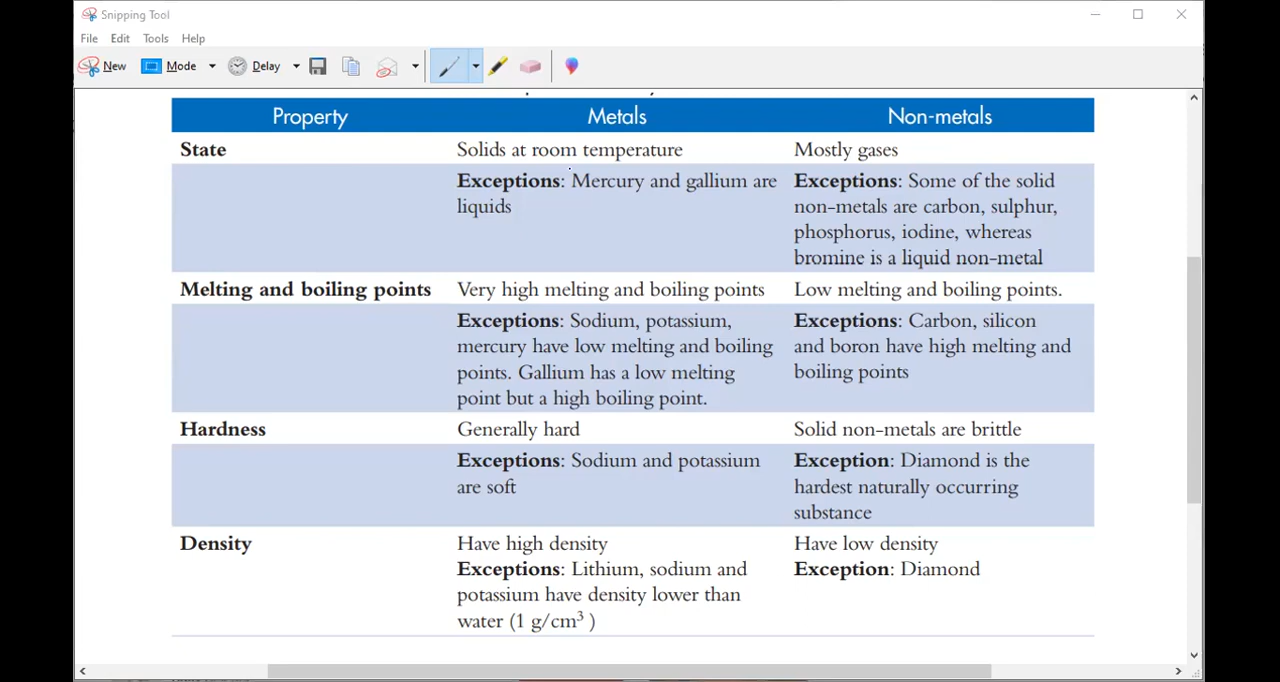 Snipping Tool
File Edit Tools Help
New Mode Delay
Property Metals Non-metals
State Solids at room temperature Mostly gases
Exceptions: Mercury and gallium are Exceptions: Some of the solid
liquids non-metals are carbon, sulphur,
phosphorus, iodine, whereas
bromine is a liquid non-metal
Melting and boiling points Very high melting and boiling points Low melting and boiling points.
Exceptions: Sodium, potassium, Exceptions: Carbon, silicon
mercury have low melting and boiling and boron have high melting and
points. Gallium has a low melting boiling points
point but a high boiling point.
Hardness Generally hard Solid non-metals are brittle
Exceptions: Sodium and potassium Exception: Diamond is the
are soft hardest naturally occurring
substance
Density Have high density Have low density
Exceptions: Lithium, sodium and Exception: Diamond
potassium have density lower than
water (1 g/cm³ )